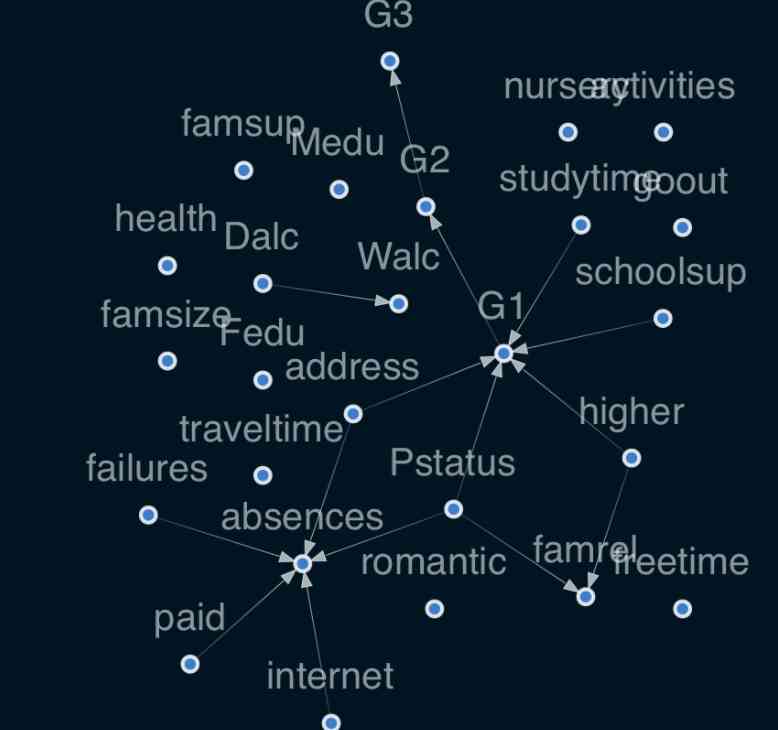 G3
nursery
activities
famsup
Medu
G2
studytime
goout
health
Dalc
Walc
schoolsup
famsize
Fedu
G1
address
higher
traveltime
failures
Pstatus
absences
romantic
famrel
freetime
paid
internet